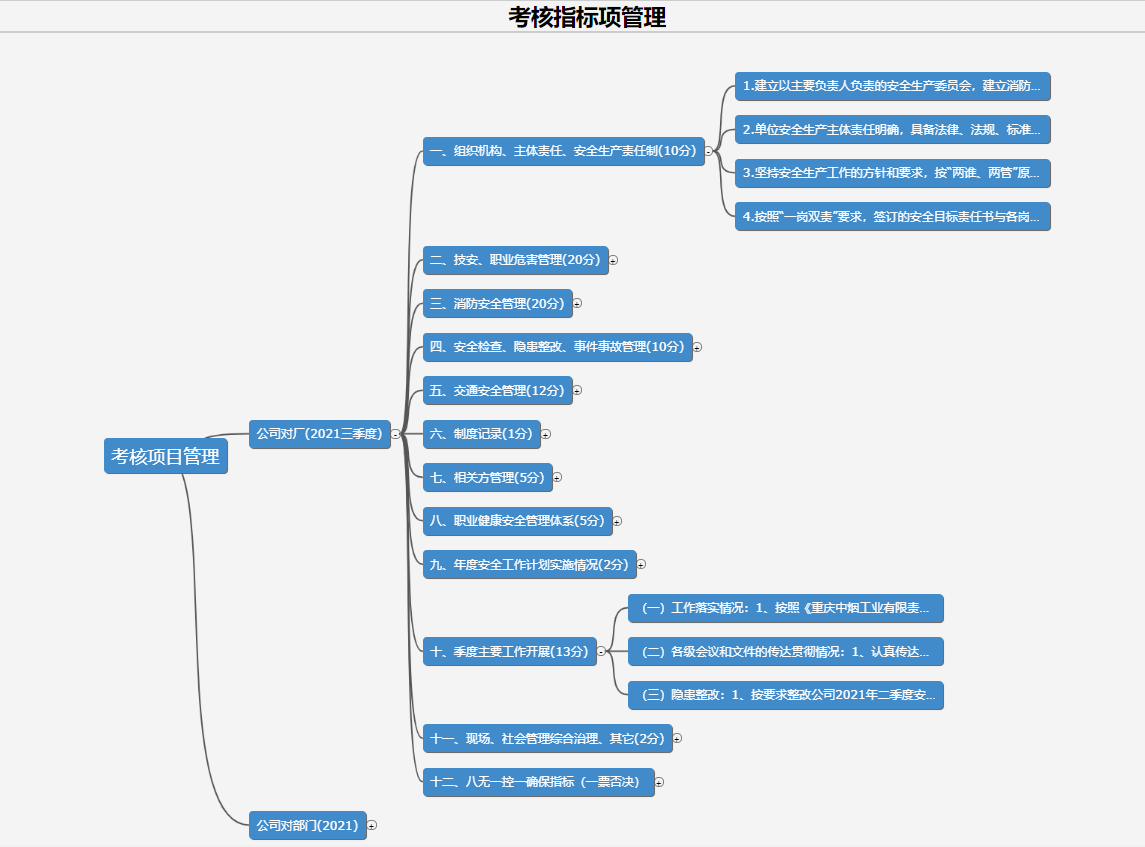 考核指标项管理
1.建立以主要负责人负责的安全生产委员会，建立消防...
2.单位安全生产主体责任明确，具备法律、法规、标准...
一、组织机构、主体责任、安全生产责任制(10分)
3.坚持安全生产工作的方针和要求，按“两谁、两管”原...
4.按照“一岗双责”要求，签订的安全目标责任书与各岗...
二、技安、职业危害管理(20分)
三、消防安全管理(20分)
四、安全检查、隐患整改、事件事故管理(10分)
五、交通安全管理(12分)
公司对厂(2021三季度)
六、制度记录(1分)
考核项目管理
七、相关方管理(5分)
八、职业健康安全管理体系(5分)
九、年度安全工作计划实施情况(2分)
（一）工作落实情况：1、按照《重庆中烟工业有限责...
十、季度主要工作开展(13分)
（二）各级会议和文件的传达贯彻情况：1、认真传达...
（三）隐患整改：1、按要求整改公司2021年二季度安...
十一、现场、社会管理综合治理、其它(2分)
十二、八无一控一确保指标（一票否决）
公司对部门(2021)